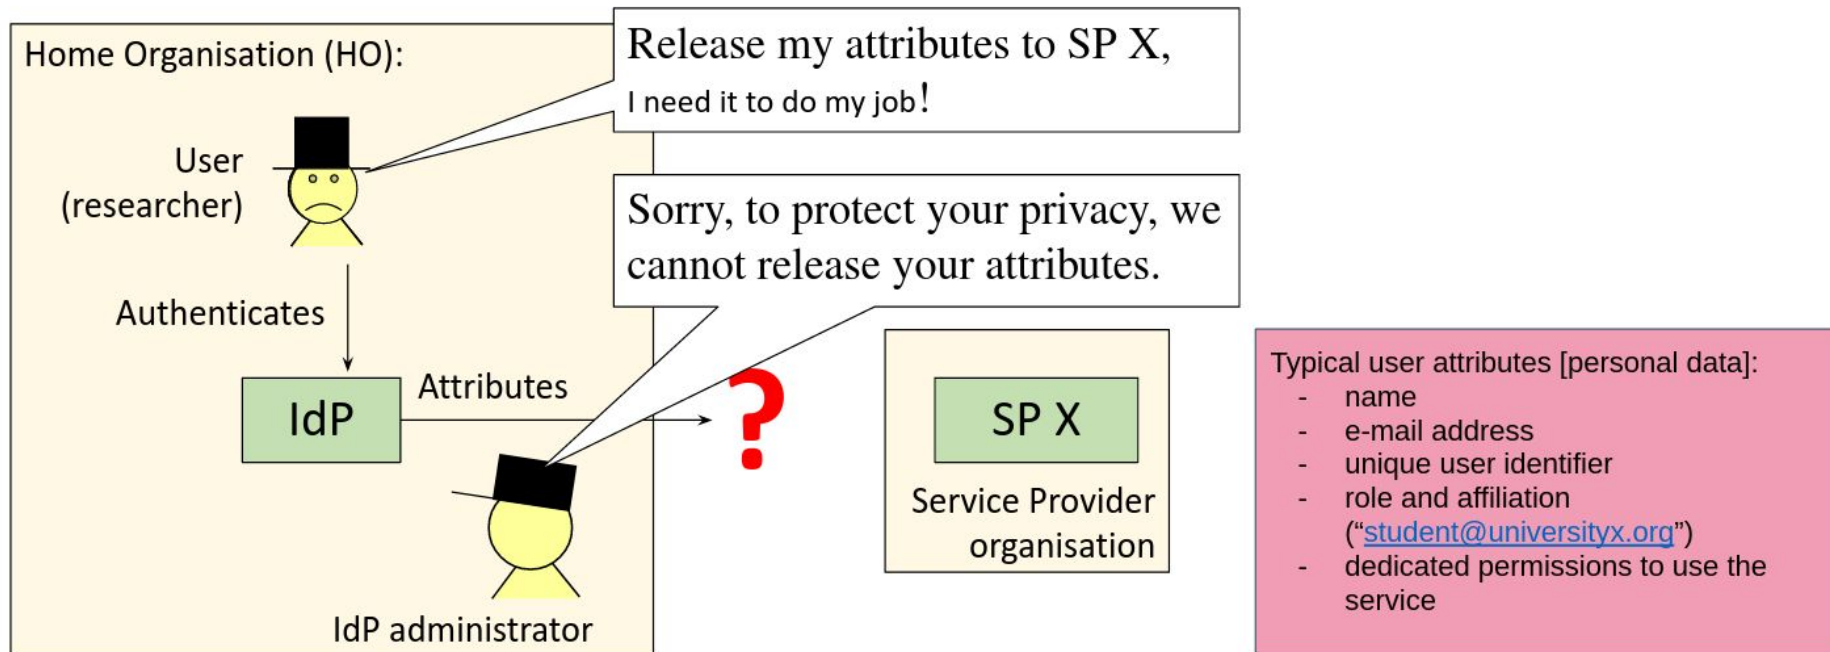 Home Organisation (HO):
Release my attributes to SP X,
I need it to do my job!
User
(researcher)
Sorry, to protect your privacy, we
cannot release your attributes.
Authenticates
IdP
Attributes
?
IdP administrator
SP X
Service Provider
organisation
Typical user attributes [personal data]:
- name
- e-mail address
- unique user identifier
- role and affiliation
(“student@universityx.org”)
- dedicated permissions to use the
service